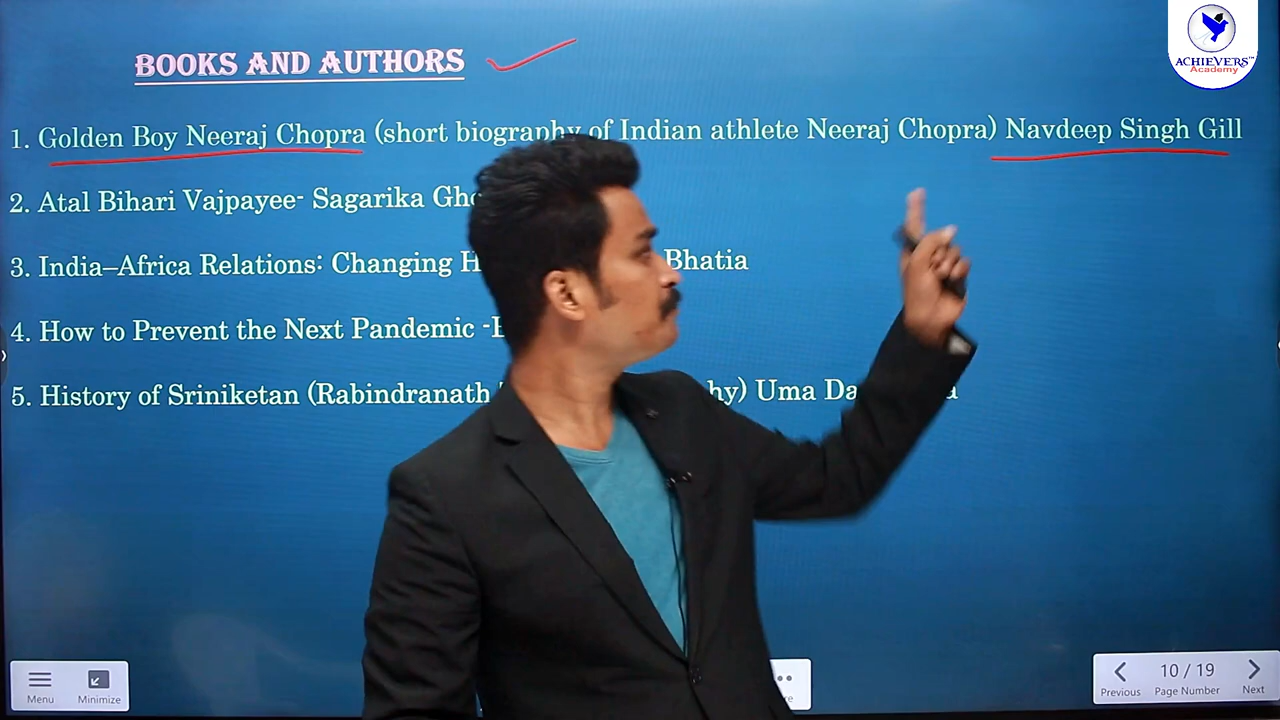 BOOKS AND AUTHORS
ACHIEVERS™
Academy
1. Golden Boy Neeraj Chopra (short biography of Indian athlete Neeraj Chopra) Navdeep Singh Gill
2. Atal Bihari Vajpayee- Sagarika
3. India–Africa Relations: Changing Bhatia
4. How to Prevent the Next Pandemic -
5. History of Sriniketan (Rabindranath Uma
Menu
Minimize
10 / 19
Previous Page Number Next